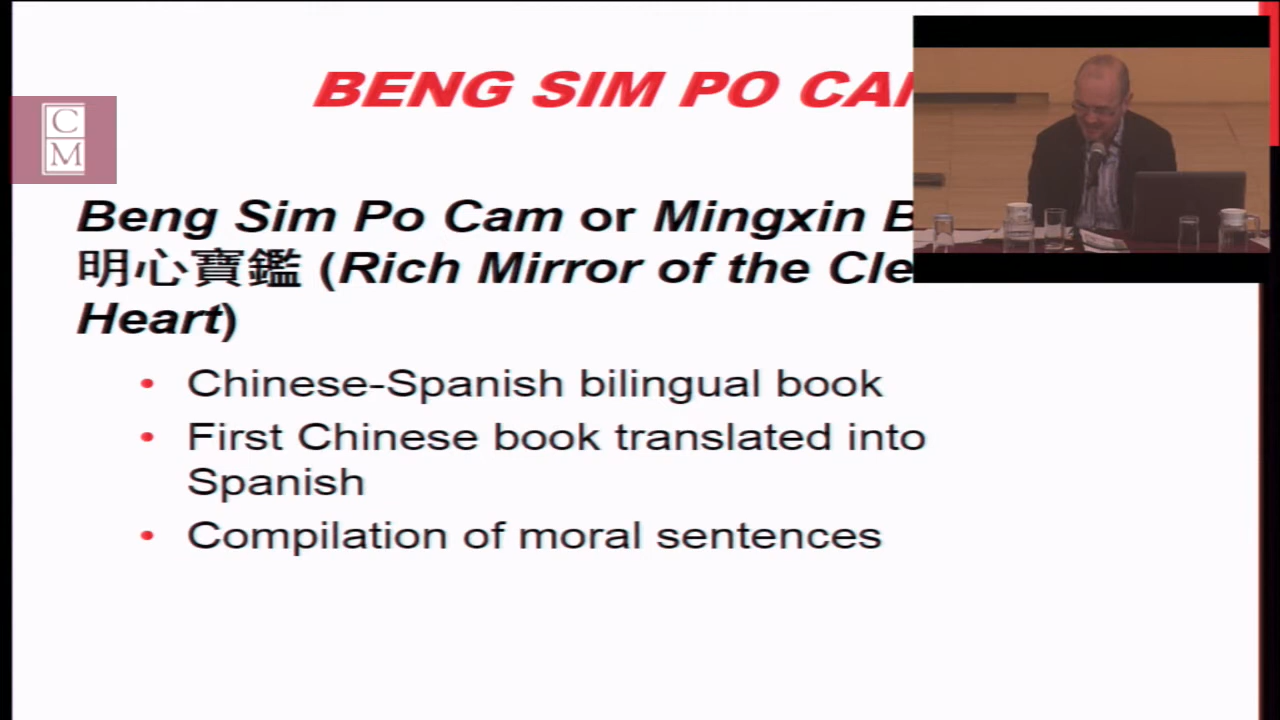 BENG SIM PO CAM
C
M
Beng Sim Po Cam or Mingxin B
明心寶鑑 (Rich Mirror of the Cle
Heart)
• Chinese-Spanish bilingual book
• First Chinese book translated into
Spanish
• Compilation of moral sentences